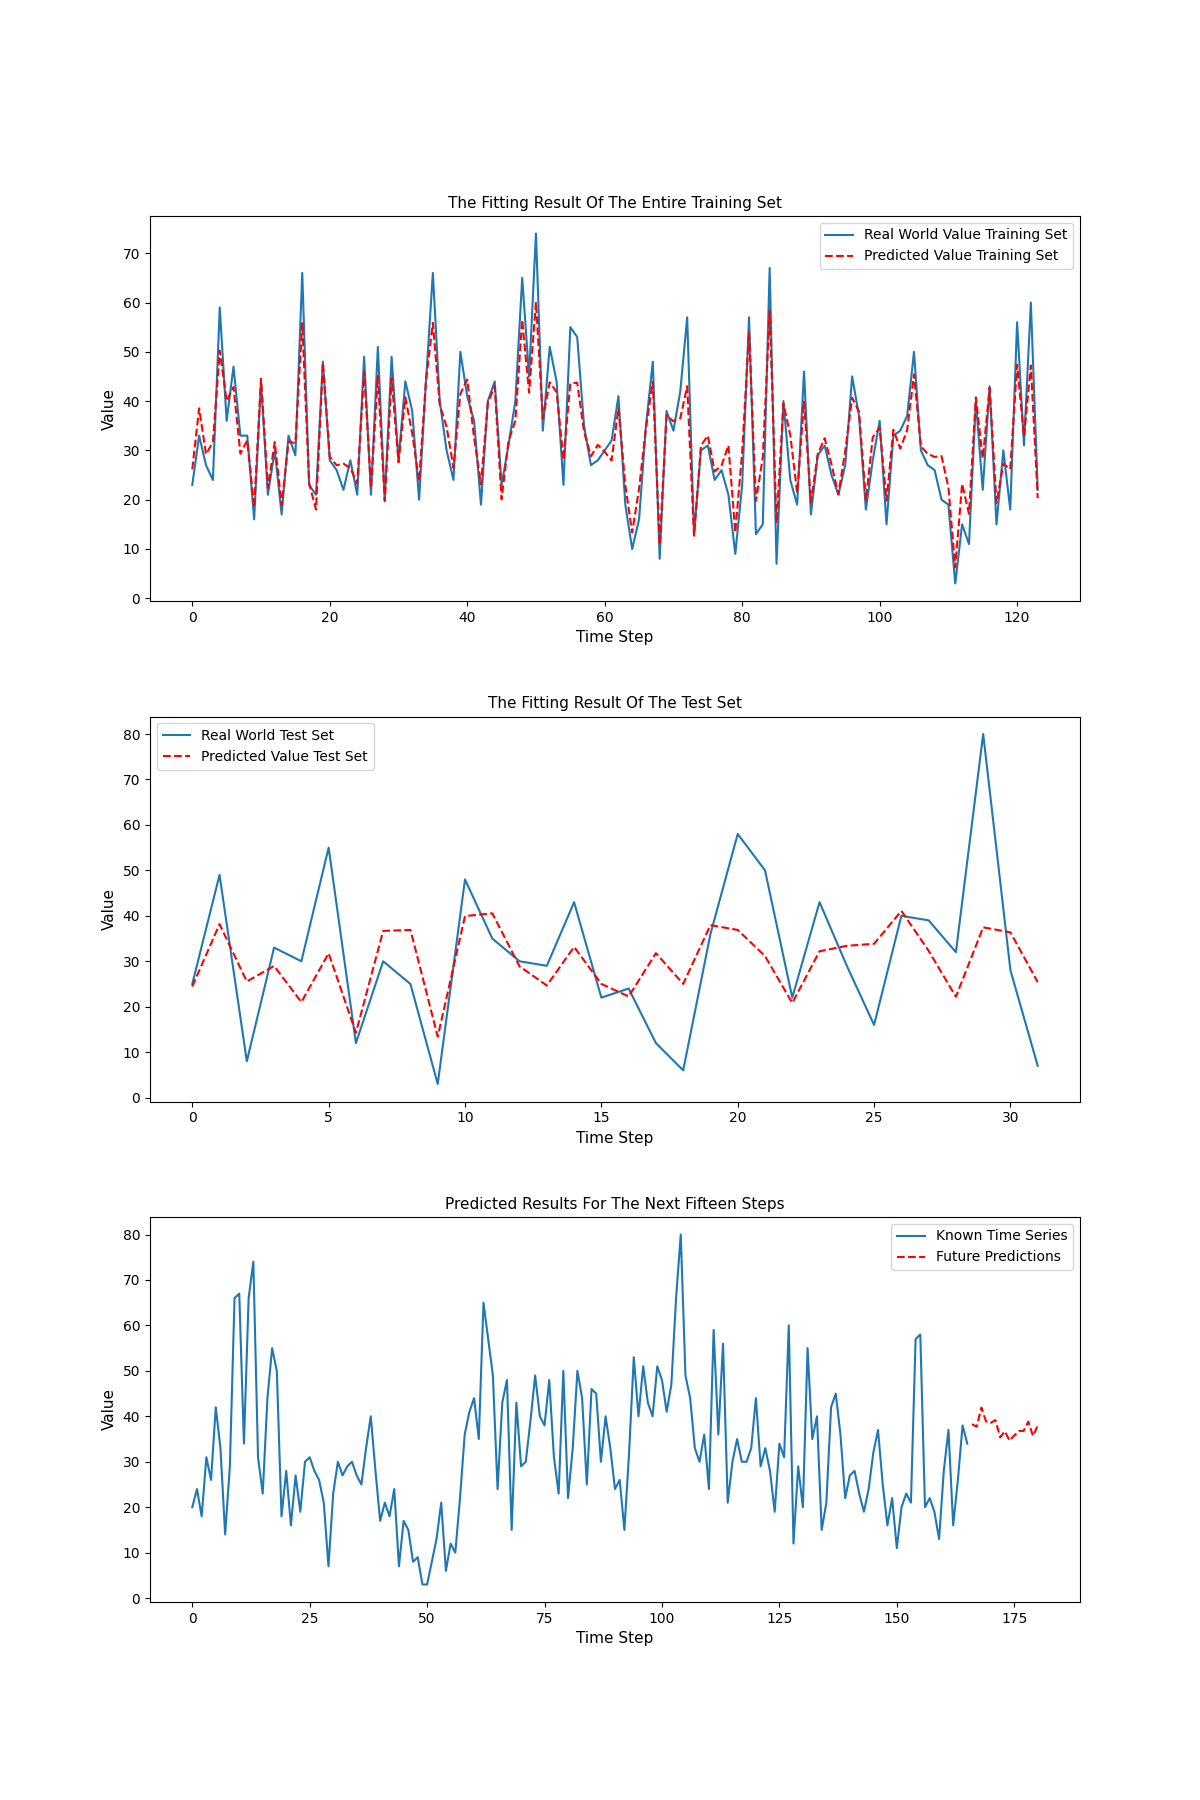 The Fitting Result Of The Entire Training Set
Real World Value Training Set
Predicted Value Training Set
70
60
50
40
30
20
10
0
Value
0 20 40 60 80 100 120
Time Step
The Fitting Result Of The Test Set
Real World Test Set
Predicted Value Test Set
80
70
60
50
40
30
20
10
0
Value
0 5 10 15 20 25 30
Time Step
Predicted Results For The Next Fifteen Steps
Known Time Series
Future Predictions
80
70
60
50
40
30
20
10
0
Value
0 25 50 75 100 125 150 175
Time Step